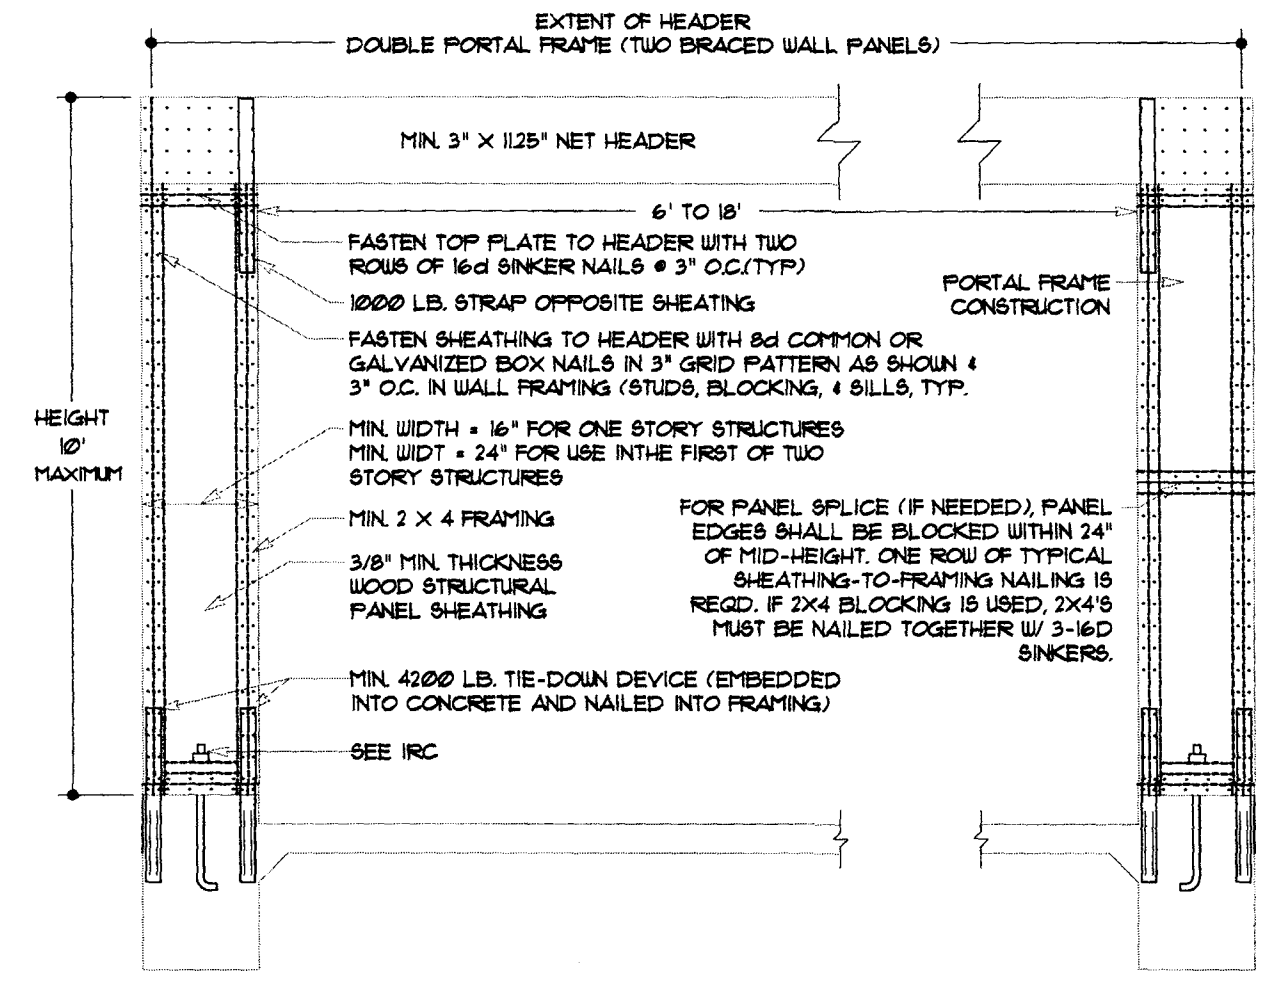 EXTENT OF HEADER
DOUBLE PORTAL FRAME (TWO BRACED WALL PANELS)
MIN. 3" X 11.25" NET HEADER
6' TO 18'
FASTEN TOP PLATE TO HEADER WITH TWO
ROWS OF 16d SINKER NAILS @ 3" O.C.(TYP)
1000 LB. STRAP OPPOSITE SHEATING
PORTAL FRAME
CONSTRUCTION
FASTEN SHEATHING TO HEADER WITH 8d COMMON OR
GALVANIZED BOX NAILS IN 3" GRID PATTERN AS SHOWN &
3" O.C. IN WALL FRAMING (STUDS, BLOCKING, & SILLS, TYP.
HEIGHT
10'
MAXIMUM
MIN. WIDTH = 16" FOR ONE STORY STRUCTURES
MIN. WIDT = 24" FOR USE INTHE FIRST OF TWO
STORY STRUCTURES
MIN. 2 X 4 FRAMING
3/8" MIN. THICKNESS
WOOD STRUCTURAL
PANEL SHEATHING
FOR PANEL SPLICE (IF NEEDED), PANEL
EDGES SHALL BE BLOCKED WITHIN 24"
OF MID-HEIGHT. ONE ROW OF TYPICAL
SHEATHING-TO-FRAMING NAILING IS
REQD. IF 2X4 BLOCKING IS USED, 2X4'S
MUST BE NAILED TOGETHER W/ 3-16D
SINKERS.
MIN. 4200 LB. TIE-DOWN DEVICE (EMBEDDED
INTO CONCRETE AND NAILED INTO FRAMING)
SEE IRC